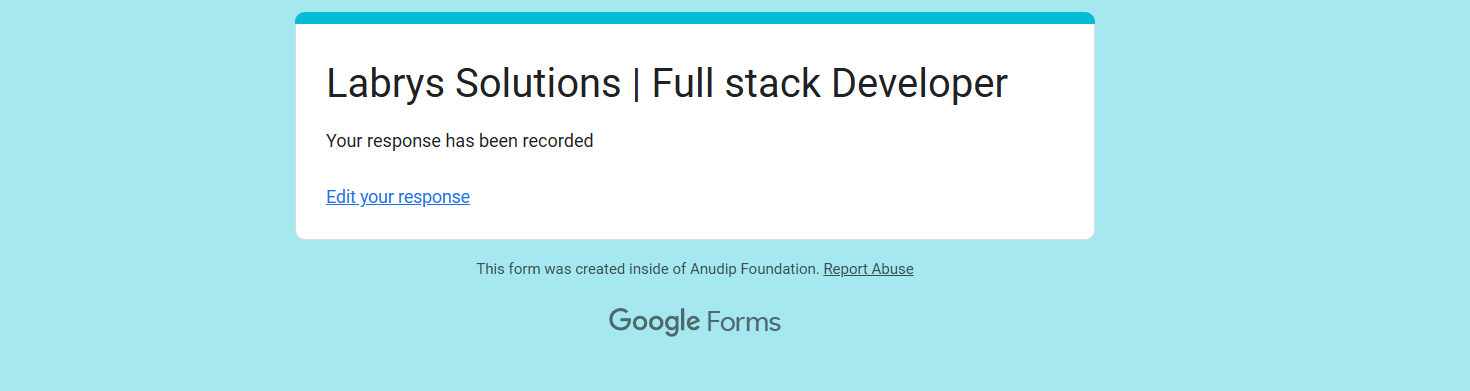 Labrys Solutions | Full stack Developer
Your response has been recorded
Edit your response
This form was created inside of Anudip Foundation. Report Abuse
Google Forms